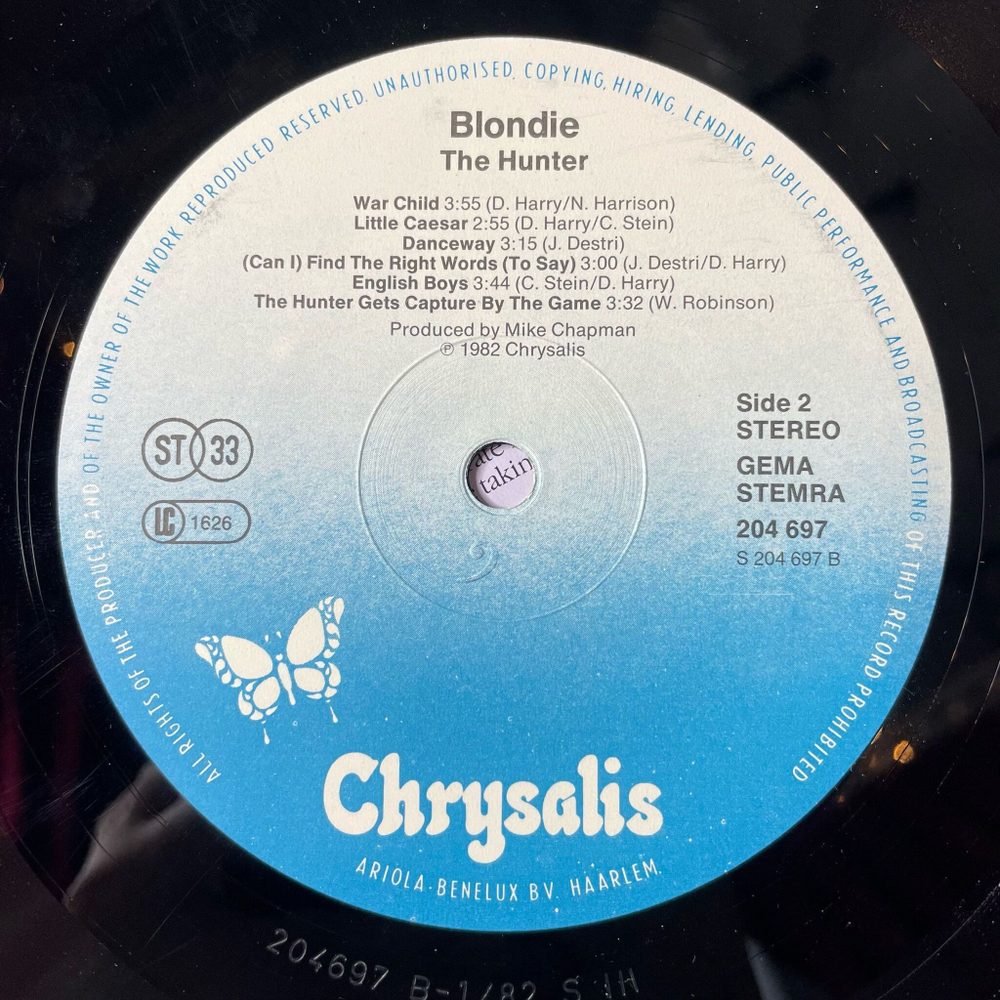 ALL RIGHTS OF THE PRODUCER AND OF THE OWNER OF THE WORK REPRODUCED RESERVED. UNAUTHORISED. COPYING, HIRING, LENDING, PUBLIC PERFORMANCE AND BROADCASTING OF THIS RECORD PROHIBITED
Blondie
The Hunter
War Child 3:55 (D. Harry/N. Harrison)
Little Caesar 2:55 (D. Harry/C. Stein)
Danceway 3:15 (J. Destri)
(Can I) Find The Right Words (To Say) 3:00 (J. Destri/D. Harry)
English Boys 3:44 (C. Stein/D. Harry)
The Hunter Gets Capture By The Game 3:32 (W. Robinson)
Produced by Mike Chapman
℗ 1982 Chrysalis
Side 2
STEREO
GEMA
STEMRA
204 697
S 204 697 B
ST 33
LC 1626
takin
Chrysalis
ARIOLA-BENELUX B.V. HAARLEM.
204697 B-1/82 S